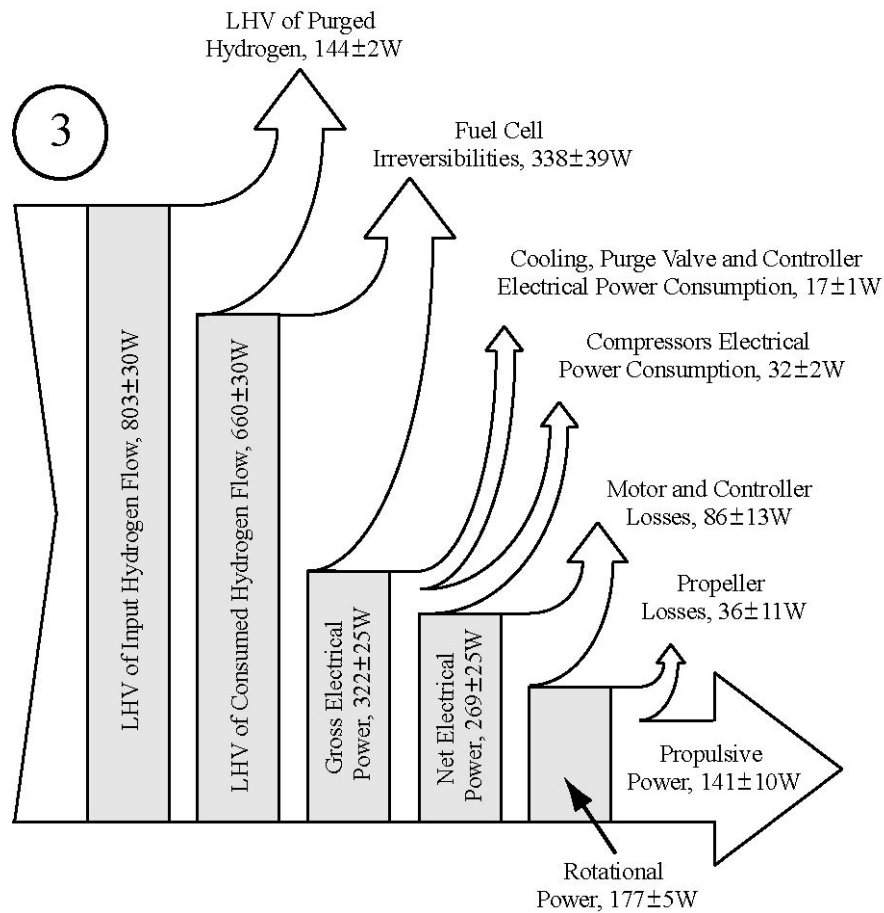 LHV of Purged
Hydrogen, 144±2W
3
Fuel Cell
Irreversibilities, 338±39W
Cooling, Purge Valve and Controller
Electrical Power Consumption, 17±1W
Compressors Electrical
Power Consumption, 32±2W
Motor and Controller
Losses, 86±13W
Propeller
Losses, 36±11W
LHV of Input Hydrogen Flow, 803±30W
LHV of Consumed Hydrogen Flow, 660±30W
Gross Electrical
Power, 322±25W
Net Electrical
Power, 269±25W
Propulsive
Power, 141±10W
Rotational
Power, 177±5W